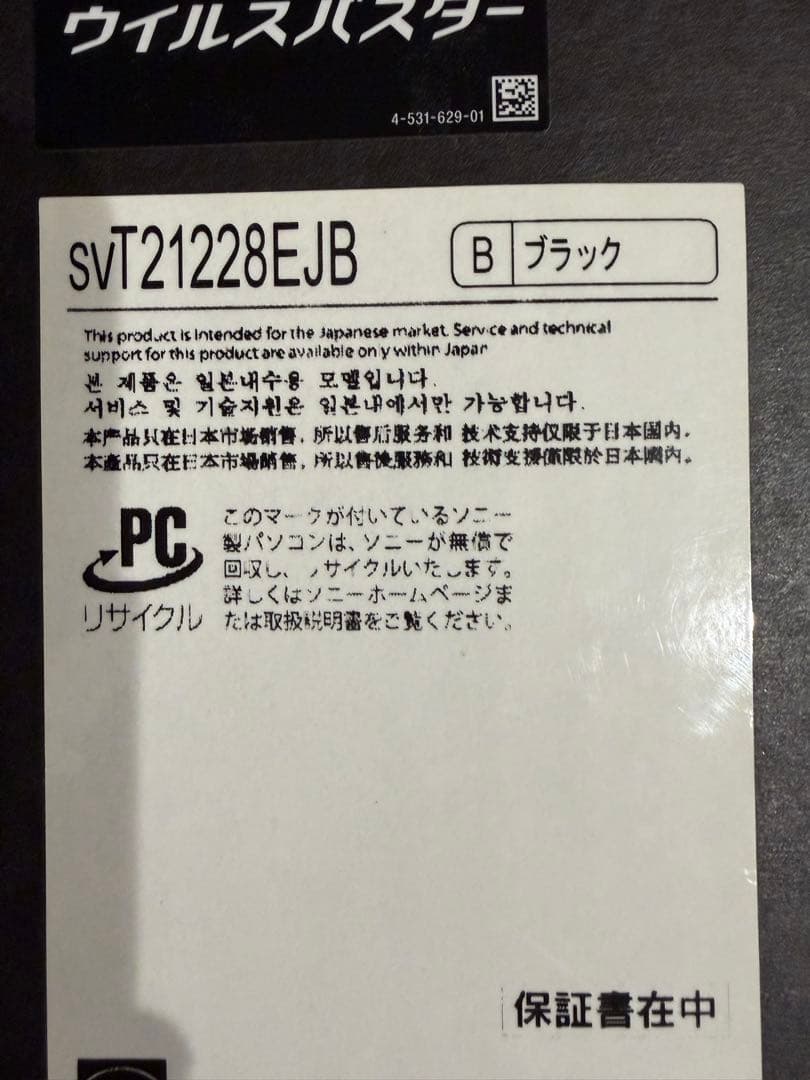 ウイルスバスター
4-531-629-01
SVT21228EJB
B ブラック
This product is intended for the Japanese market. Service and technical
support for this product are available only within Japan
본 제품은 일본내수용 모델입니다.
서비스 및 기술지원은 일본내에서만 가능합니다.
本产品只在日本市場销售，所以售后服务和 技术支持仅限于日本国内。
本產品只在日本市場銷售，所以售後服務和 技術支援僅限於日本國內。
PC
リサイクル
このマークが付いているソニー
製パソコンは、ソニーが無償で
回収し、リサイクルいたします。
詳しくはソニーホームページま
たは取扱説明書をご覧ください。
保証書在中